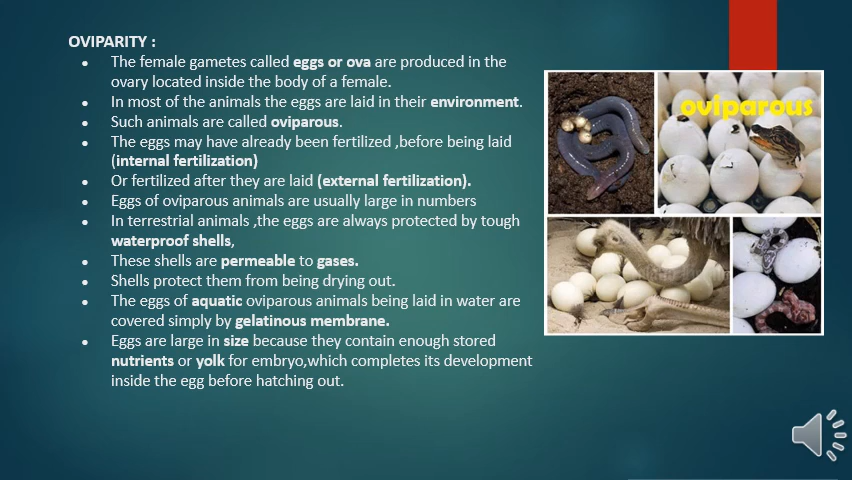 OVIPARITY :
• The female gametes called eggs or ova are produced in the
ovary located inside the body of a female.
• In most of the animals the eggs are laid in their environment.
• Such animals are called oviparous.
• The eggs may have already been fertilized ,before being laid
(internal fertilization)
• Or fertilized after they are laid (external fertilization).
• Eggs of oviparous animals are usually large in numbers
• In terrestrial animals ,the eggs are always protected by tough
waterproof shells,
• These shells are permeable to gases.
• Shells protect them from being drying out.
• The eggs of aquatic oviparous animals being laid in water are
covered simply by gelatinous membrane.
• Eggs are large in size because they contain enough stored
nutrients or yolk for embryo,which completes its development
inside the egg before hatching out.
oviparous